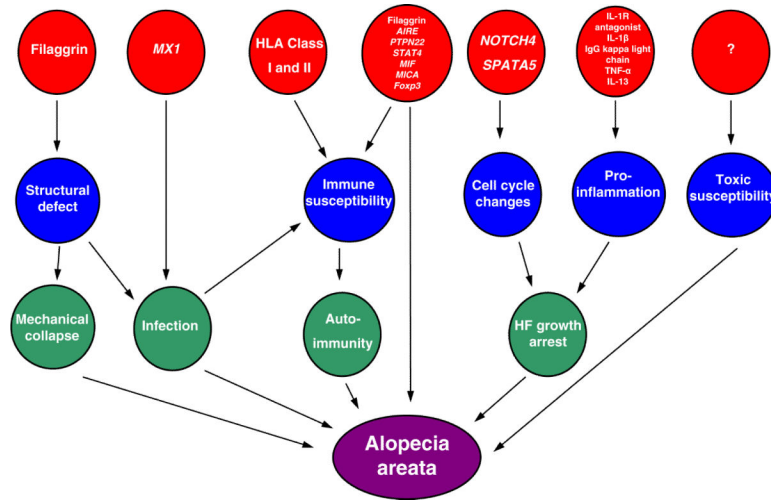 Filaggrin
MX1
HLA Class
I and II
Filaggrin
AIRE
PTPN22
STAT4
MIF
MICA
Foxp3
NOTCH4
SPATA5
IL-1R
antagonist
IL-1β
IgG kappa light
chain
TNF-α
IL-13
?
Structural
defect
Immune
susceptibility
Cell cycle
changes
Pro-
inflammation
Toxic
susceptibility
Mechanical
collapse
Infection
Auto-
immunity
HF growth
arrest
Alopecia
areata